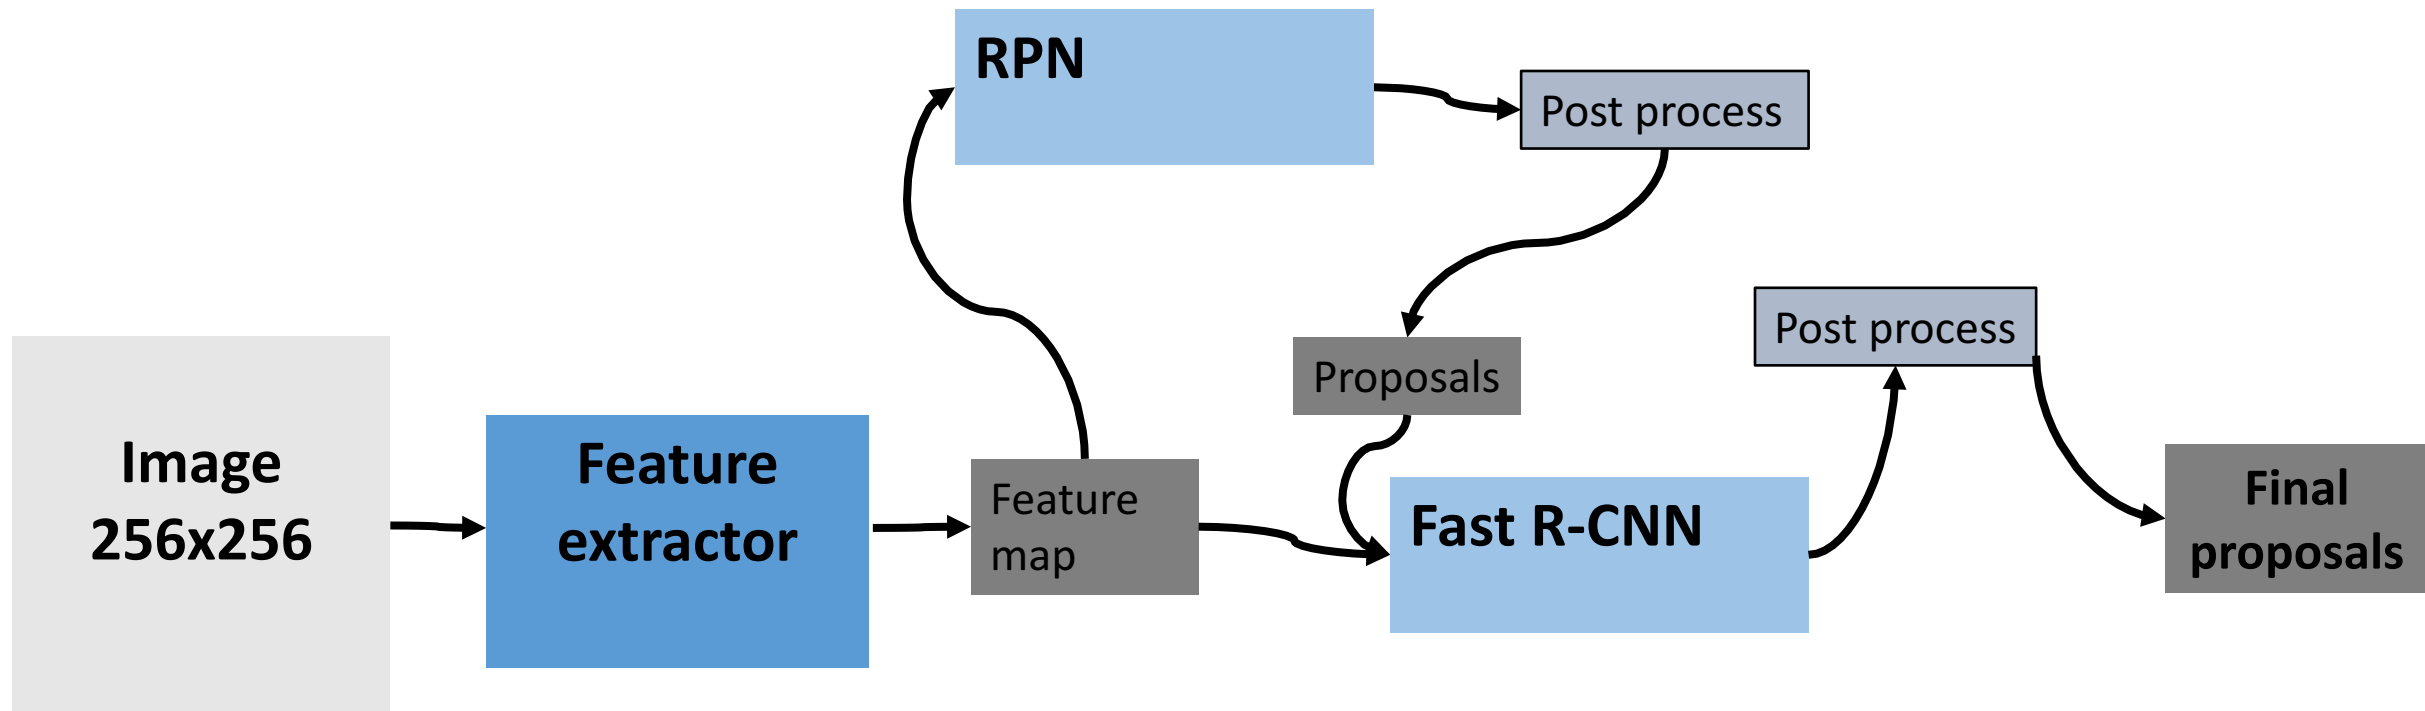 RPN
Post process
Proposals
Post process
Image
256x256
Feature
extractor
Feature
map
Fast R-CNN
Final
proposals